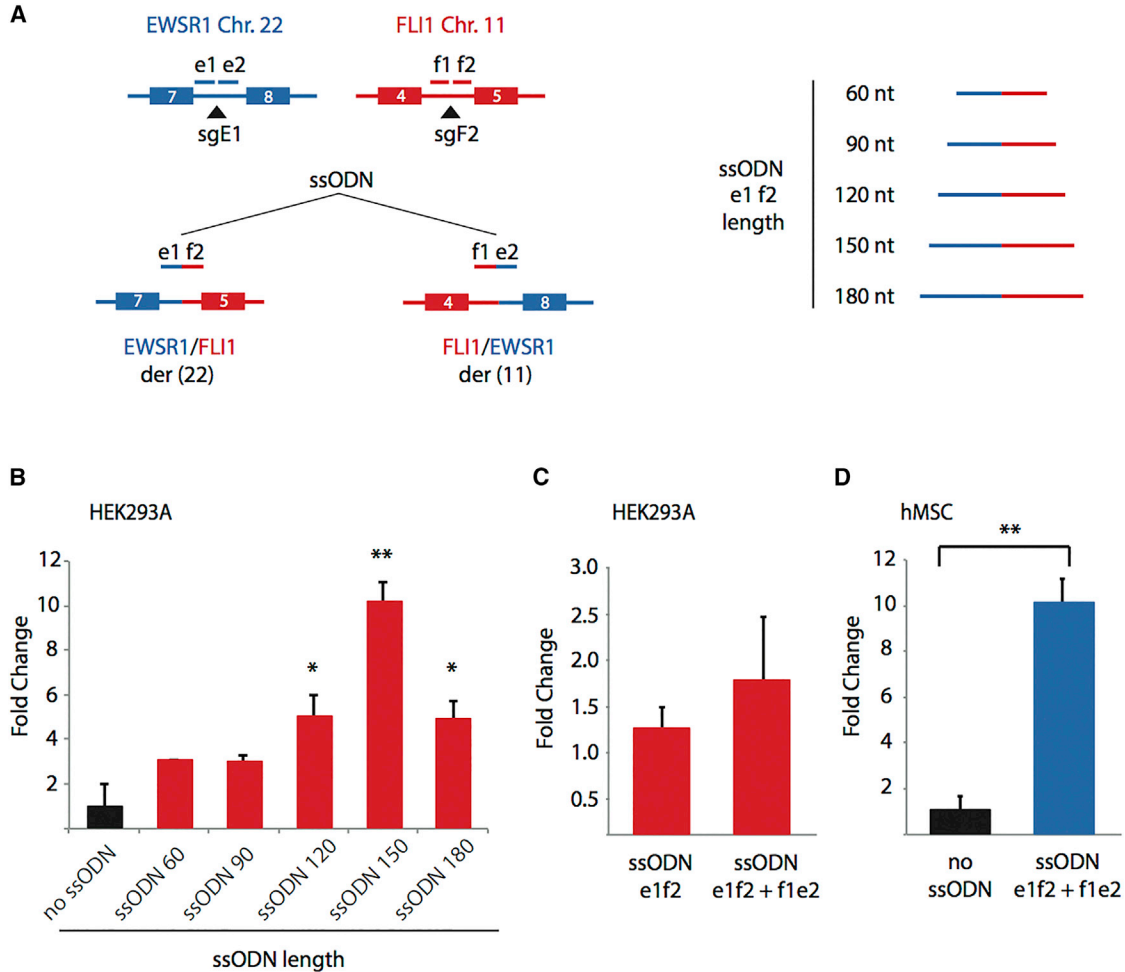 A
EWSR1 Chr. 22
FLI1 Chr. 11
e1 e2
f1 f2
7
8
4
5
sgE1
sgF2
ssODN
e1 f2
f1 e2
7
5
4
8
EWSR1/FLI1
der (22)
FLI1/EWSR1
der (11)
ssODN
e1 f2
length
60 nt
90 nt
120 nt
150 nt
180 nt
B
HEK293A
Fold Change
12
10
8
6
4
2
*
**
*
no ssODN
ssODN 60
ssODN 90
ssODN 120
ssODN 150
ssODN 180
ssODN length
C
HEK293A
Fold Change
3.0
2.5
2.0
1.5
1.0
0.5
ssODN
e1f2
ssODN
e1f2 + f1e2
D
hMSC
**
Fold Change
12
10
8
6
4
2
no
ssODN
ssODN
e1f2 + f1e2